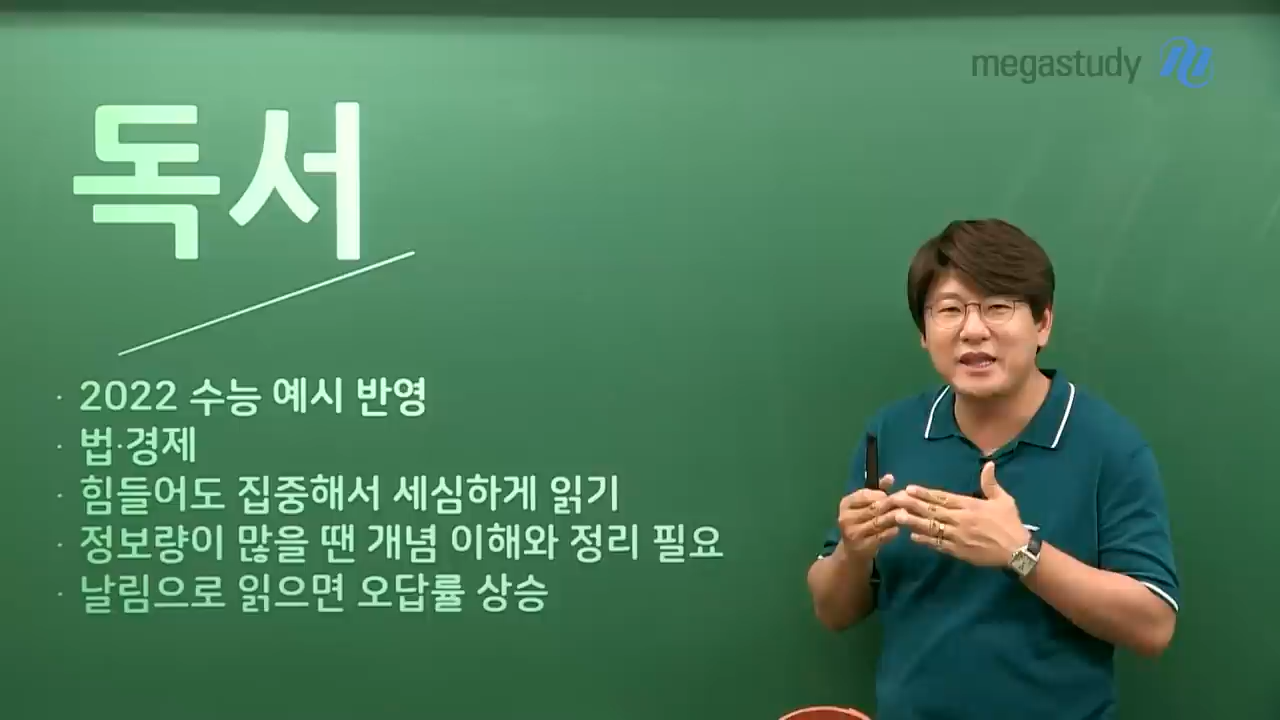 megastudy
독서
· 2022 수능 예시 반영
· 법·경제
· 힘들어도 집중해서 세심하게 읽기
· 정보량이 많을 땐 개념 이해와 정리 필요
· 날림으로 읽으면 오답률 상승